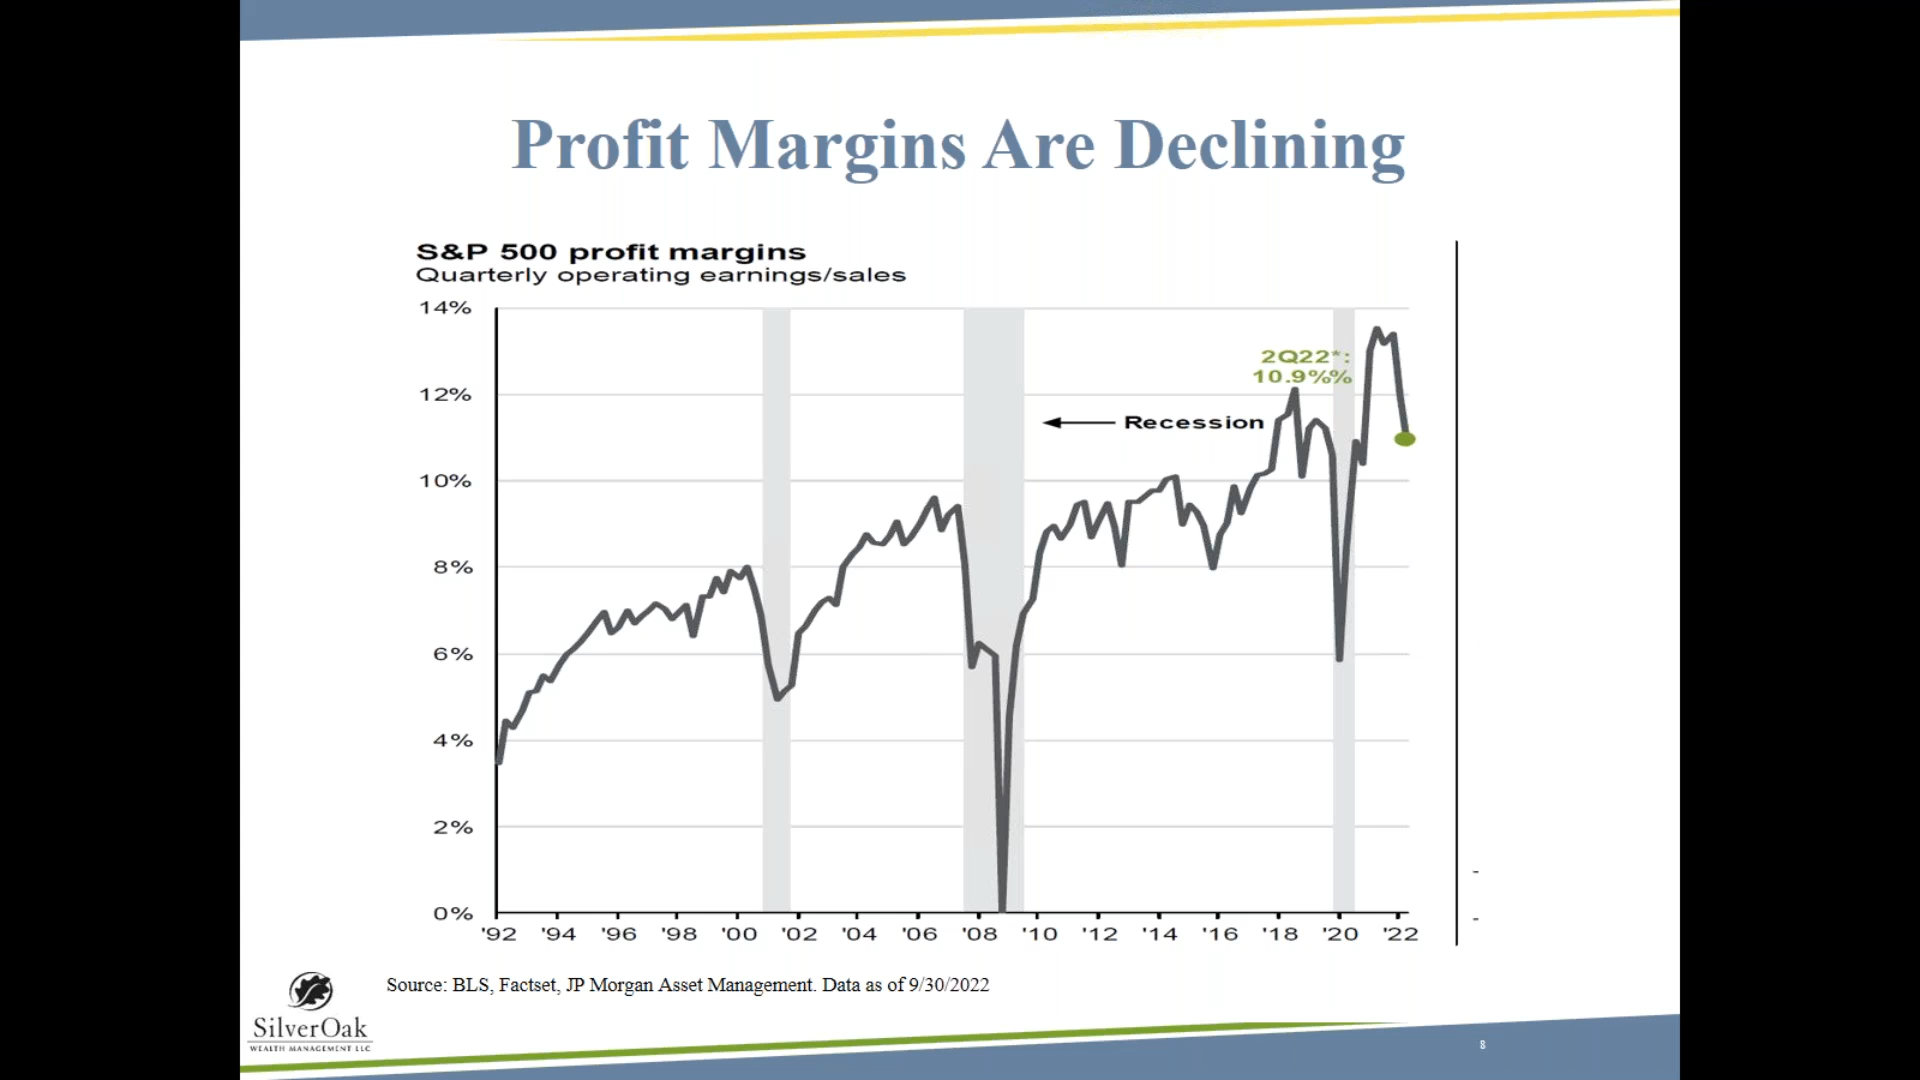 Profit Margins Are Declining
S&P 500 profit margins
Quarterly operating earnings/sales
14%
12%
10%
8%
6%
4%
2%
0%
2Q22*:
10.9%%
Recession
'92 '94 '96 '98 '00 '02 '04 '06 '08 '10 '12 '14 '16 '18 '20 '22
-
-
Source: BLS, Factset, JP Morgan Asset Management. Data as of 9/30/2022
SilverOak
WEALTH MANAGEMENT LLC
8